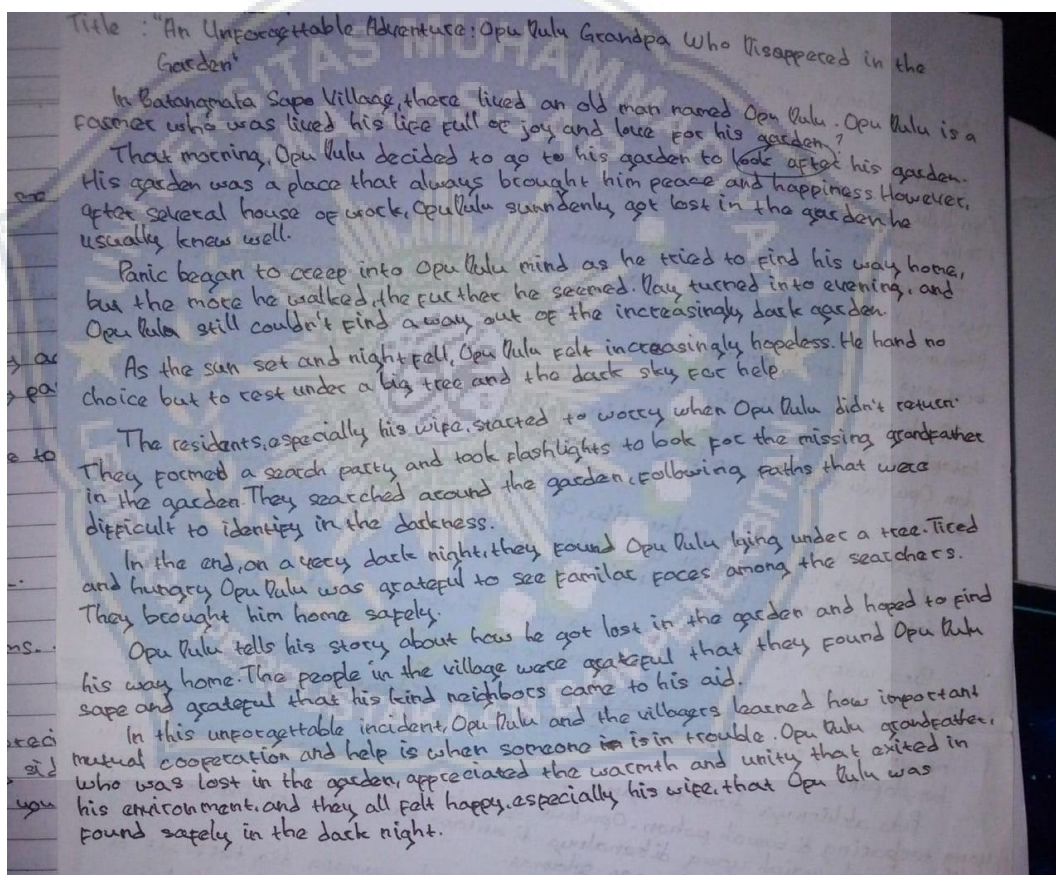 Title : "An Unforgettable Adventure: Opu Dulu Grandpa Who Disappered in the
Garden"
In Batangmata Sapo Village, there lived an old man named Opu Dulu. Opu Dulu is a
farmer who was lived his life full of joy and love for his garden?
That morning, Opu Dulu decided to go to his garden to look after his garden.
His garden was a place that always brought him peace and happiness. However,
after several house of work, Opu Dulu sunndenly got lost in the garden he
usually knew well.
Panic began to creep into Opu Dulu mind as he tried to find his way home,
but the more he walked, the further he seemed. Day turned into evening, and
Opu Dulu still couldn't find a way out of the increasingly dark garden.
As the sun set and night fell, Opu Dulu felt increasingly hopeless. He hand no
choice but to rest under a big tree and the dark sky for help
The residents, especially his wife, started to worry when Opu Dulu didn't return.
They formed a search party and took flashlights to look for the missing grandfather
in the garden. They searched around the garden, following paths that were
difficult to identify in the darkness.
In the end, on a very dark night, they found Opu Dulu lying under a tree. Tired
and hungry Opu Dulu was grateful to see familar faces among the searchers.
They brought him home safely.
Opu Dulu tells his story about how he got lost in the garden and hoped to find
his way home. The people in the village were grateful that they found Opu Dulu
safe and grateful that his kind neighbors came to his aid.
In this unforgettable incident, Opu Dulu and the villagers learned how important
mutual cooperation and help is when someone is in trouble. Opu Dulu grandfather,
who was lost in the garden, appreciated the warmth and unity that exited in
his environment, and they all felt happy, especially his wife, that Opu Dulu was
found safely in the dark night.